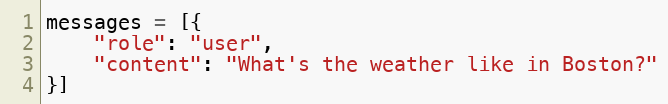 1 messages = [{
2     "role": "user",
3     "content": "What's the weather like in Boston?"
4 }]